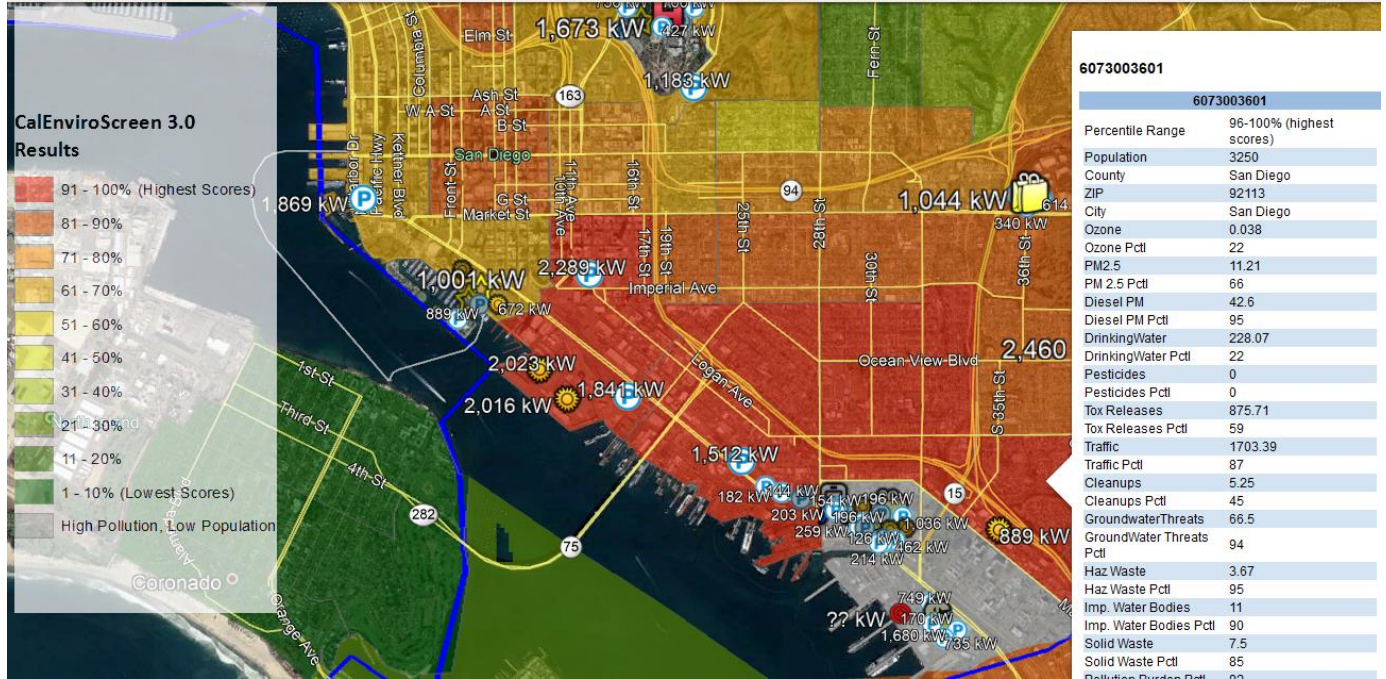 CalEnviroScreen 3.0
Results
91 - 100% (Highest Scores)
81 - 90%
71 - 80%
61 - 70%
51 - 60%
41 - 50%
31 - 40%
21 - 30%
11 - 20%
1 - 10% (Lowest Scores)
High Pollution, Low Population
Elm St
1,673 kW
427 kW
Columbia St
Fern St
1,183 kW
163
Ash St
W A St
A St
B St
Harbor Dr
Pacific Hwy
Kettner Blvd
San Diego
Front St
11th Ave
10th Ave
16th St
94
1,869 kW
G St
Market St
17th St
19th St
25th St
28th St
1,044 kW
614
340 kW
36th St
30th St
1,001 kW
2,289 kW
Imperial Ave
889 kW
672 kW
2,023 kW
2,016 kW
1,841 kW
Logan Ave
Ocean View Blvd
2,460
S 35th St
1st St
Third St
4th St
282
75
Coronado
Orange Ave
1,512 kW
182 kW
144 kW
154 kW
196 kW
203 kW
196 kW
259 kW
126 kW
1,036 kW
462 kW
214 kW
15
889 kW
749 kW
?? kW
170 kW
1,680 kW
735 kW
6073003601
6073003601
Percentile Range 96-100% (highest
scores)
Population 3250
County San Diego
ZIP 92113
City San Diego
Ozone 0.038
Ozone Pctl 22
PM2.5 11.21
PM 2.5 Pctl 66
Diesel PM 42.6
Diesel PM Pctl 95
DrinkingWater 228.07
DrinkingWater Pctl 22
Pesticides 0
Pesticides Pctl 0
Tox Releases 875.71
Tox Releases Pctl 59
Traffic 1703.39
Traffic Pctl 87
Cleanups 5.25
Cleanups Pctl 45
GroundwaterThreats 66.5
GroundWater Threats
Pctl 94
Haz Waste 3.67
Haz Waste Pctl 95
Imp. Water Bodies 11
Imp. Water Bodies Pctl 90
Solid Waste 7.5
Solid Waste Pctl 85
Pollution Burden Pctl 92